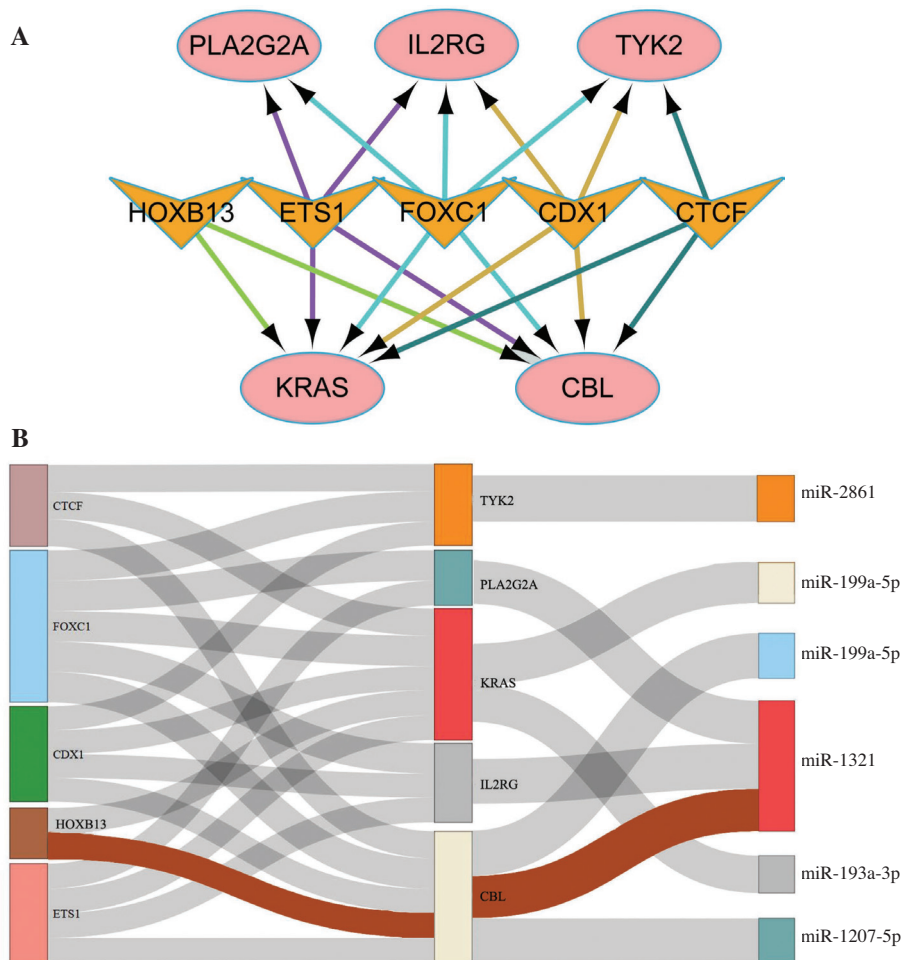 A
PLA2G2A IL2RG TYK2
HOXB13 ETS1 FOXC1 CDX1 CTCF
KRAS CBL
B
CTCF TYK2 miR-2861
PLA2G2A miR-199a-5p
FOXC1 miR-199a-5p
KRAS
CDX1 IL2RG miR-1321
HOXB13
CBL miR-193a-3p
ETS1 miR-1207-5p